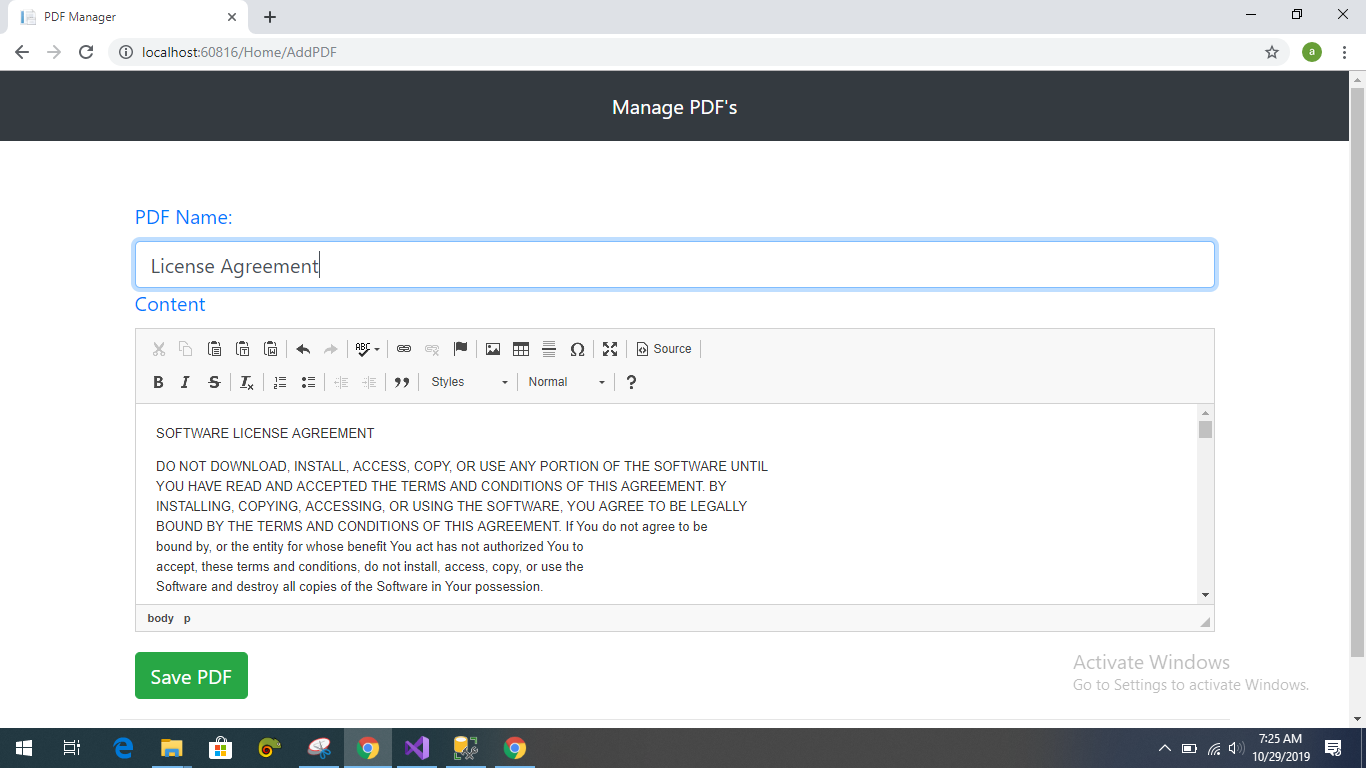 PDF Manager
localhost:60816/Home/AddPDF
a
Manage PDF's
PDF Name:
License Agreement
Content
ABC
Ω
Source
B I S Tx
Styles
Normal
?
SOFTWARE LICENSE AGREEMENT
DO NOT DOWNLOAD, INSTALL, ACCESS, COPY, OR USE ANY PORTION OF THE SOFTWARE UNTIL
YOU HAVE READ AND ACCEPTED THE TERMS AND CONDITIONS OF THIS AGREEMENT. BY
INSTALLING, COPYING, ACCESSING, OR USING THE SOFTWARE, YOU AGREE TO BE LEGALLY
BOUND BY THE TERMS AND CONDITIONS OF THIS AGREEMENT. If You do not agree to be
bound by, or the entity for whose benefit You act has not authorized You to
accept, these terms and conditions, do not install, access, copy, or use the
Software and destroy all copies of the Software in Your possession.
body p
Save PDF
Activate Windows
Go to Settings to activate Windows.
7:25 AM
10/29/2019